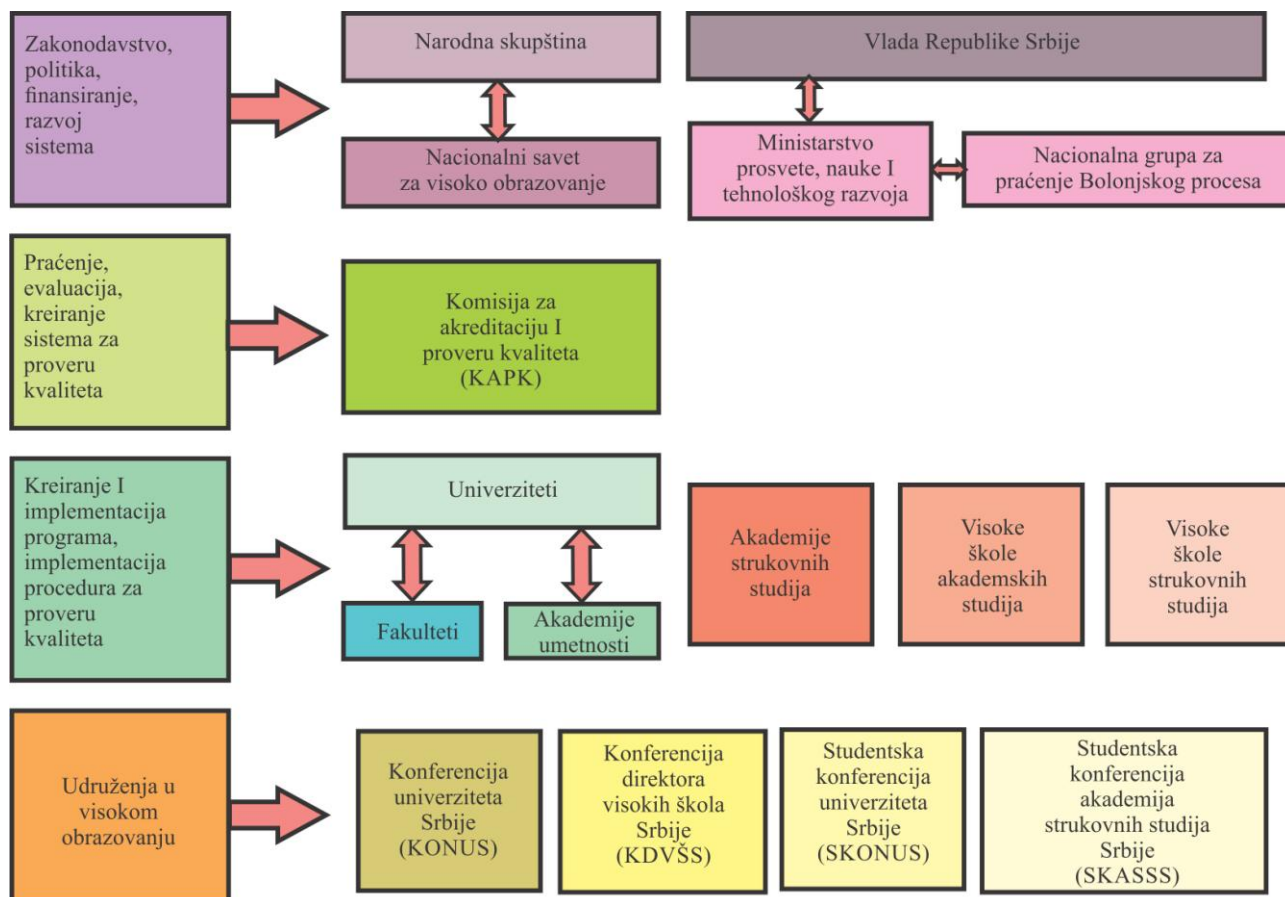 Zakonodavstvo,
politika,
finansiranje,
razvoj
sistema
Narodna skupština
Vlada Republike Srbije
Nacionalni savet
za visoko obrazovanje
Ministarstvo
prosvete, nauke I
tehnološkog razvoja
Nacionalna grupa za
praćenje Bolonjskog procesa
Praćenje,
evaluacija,
kreiranje
sistema za
proveru
kvaliteta
Komisija za
akreditaciju I
proveru kvaliteta
(KAPK)
Kreiranje I
implementacija
programa,
implementacija
procedura za
proveru
kvaliteta
Univerziteti
Fakulteti
Akademije
umetnosti
Akademije
strukovnih
studija
Visoke
škole
akademskih
studija
Visoke
škole
strukovnih
studija
Udruženja u
visokom
obrazovanju
Konferencija
univerziteta
Srbije
(KONUS)
Konferencija
direktora
visokih škola
Srbije
(KDVŠS)
Studentska
konferencija
univerziteta
Srbije
(SKONUS)
Studentska
konferencija
akademija
strukovnih studija
Srbije
(SKASSS)